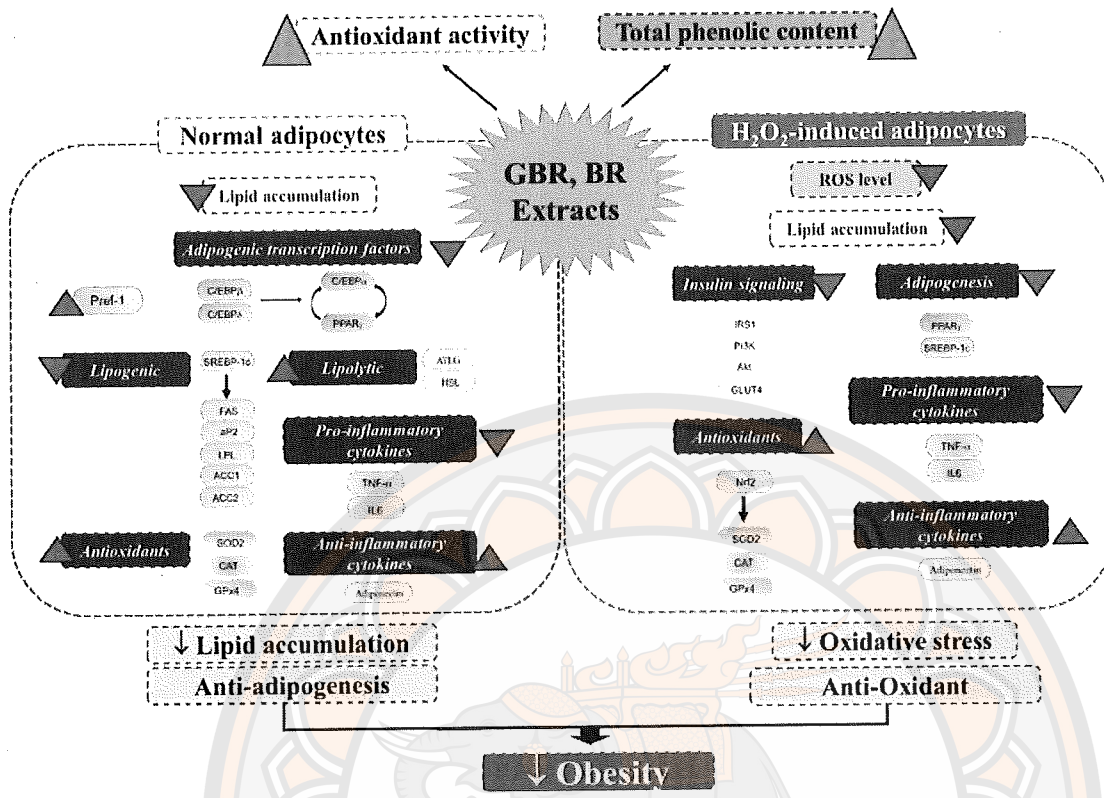 Antioxidant activity
Total phenolic content
GBR, BR
Extracts
Normal adipocytes
Lipid accumulation
Adipogenic transcription factors
Pref-1
C/EBPδ
C/EBPα
PPARγ
Lipogenic
SREBP-1c
FAS
aP2
LPL
ACC1
ACC2
Lipolytic
ATLG
HSL
Pro-inflammatory
cytokines
TNF-α
IL6
Antioxidants
SOD2
CAT
GPx4
Anti-inflammatory
cytokines
Adiponectin
H₂O₂-induced adipocytes
ROS level
Lipid accumulation
Insulin signaling
IRS1
Pi3K
Akt
GLUT4
Antioxidants
Nrf2
SOD2
CAT
GPx4
Adipogenesis
PPARγ
SREBP-1c
Pro-inflammatory
cytokines
TNF-α
IL6
Anti-inflammatory
cytokines
Adiponectin
↓ Lipid accumulation
Anti-adipogenesis
↓ Oxidative stress
Anti-Oxidant
↓ Obesity